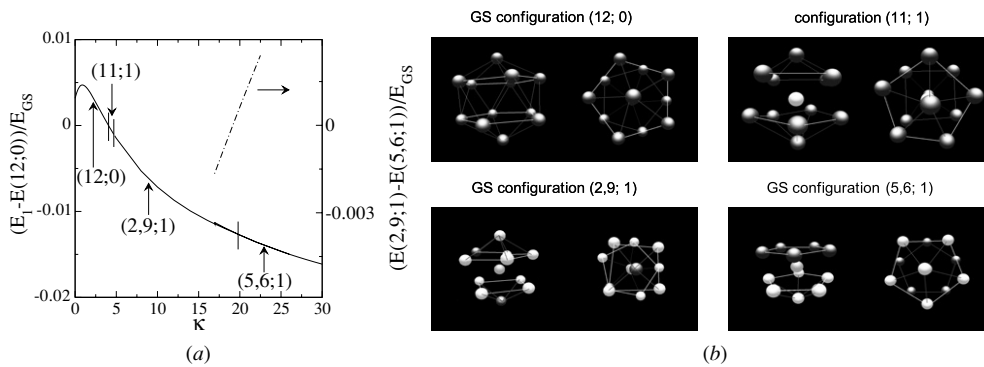 (a)
(E₁-E(12;0))/E_GS
0.01
0
-0.01
-0.02
(11;1)
(12;0)
(2,9;1)
(5,6;1)
0 5 10 15 20 25 30
κ
0
-0.003
(E(2,9;1)-E(5,6;1))/E_GS
(a)
(b)
GS configuration (12; 0)
configuration (11; 1)
GS configuration (2,9; 1)
GS configuration (5,6; 1)
(b)